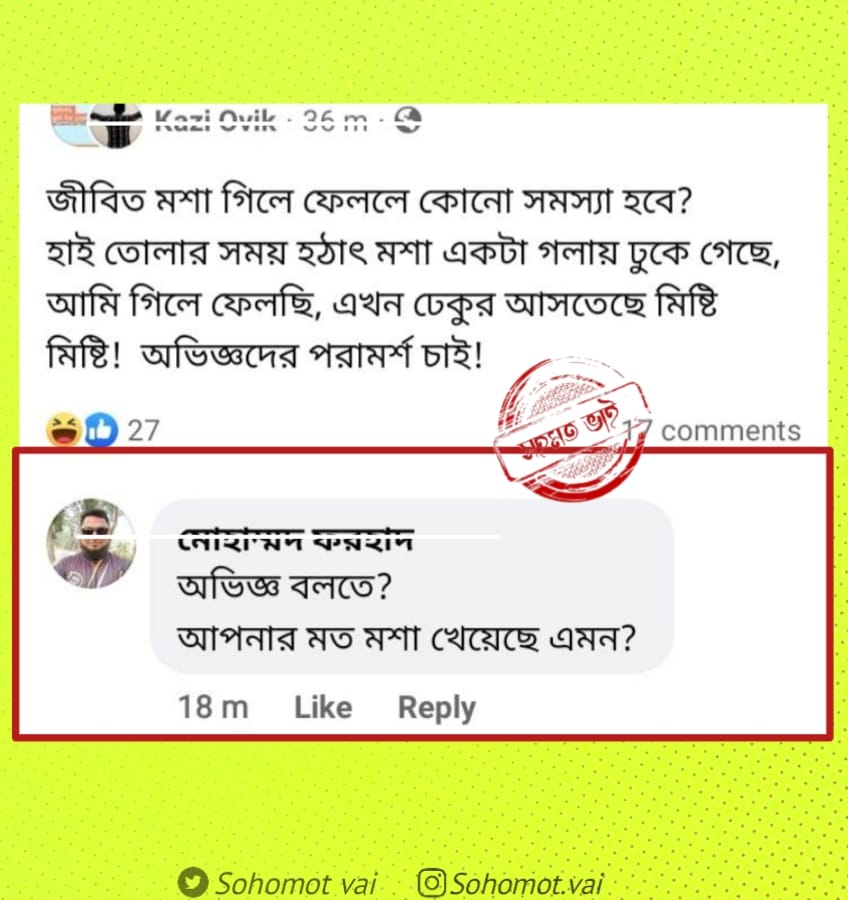 Kazi Ovik · 36 m ·
জীবিত মশা গিলে ফেললে কোনো সমস্যা হবে?
হাই তোলার সময় হঠাৎ মশা একটা গলায় ঢুকে গেছে,
আমি গিলে ফেলছি, এখন ঢেকুর আসতেছে মিষ্টি
মিষ্টি! অভিজ্ঞদের পরামর্শ চাই!
সহমত ভাই
27 17 comments
মোহাম্মদ ফরহাদ
অভিজ্ঞ বলতে?
আপনার মত মশা খেয়েছে এমন?
18 m Like Reply
Sohomot vai Sohomot.vai